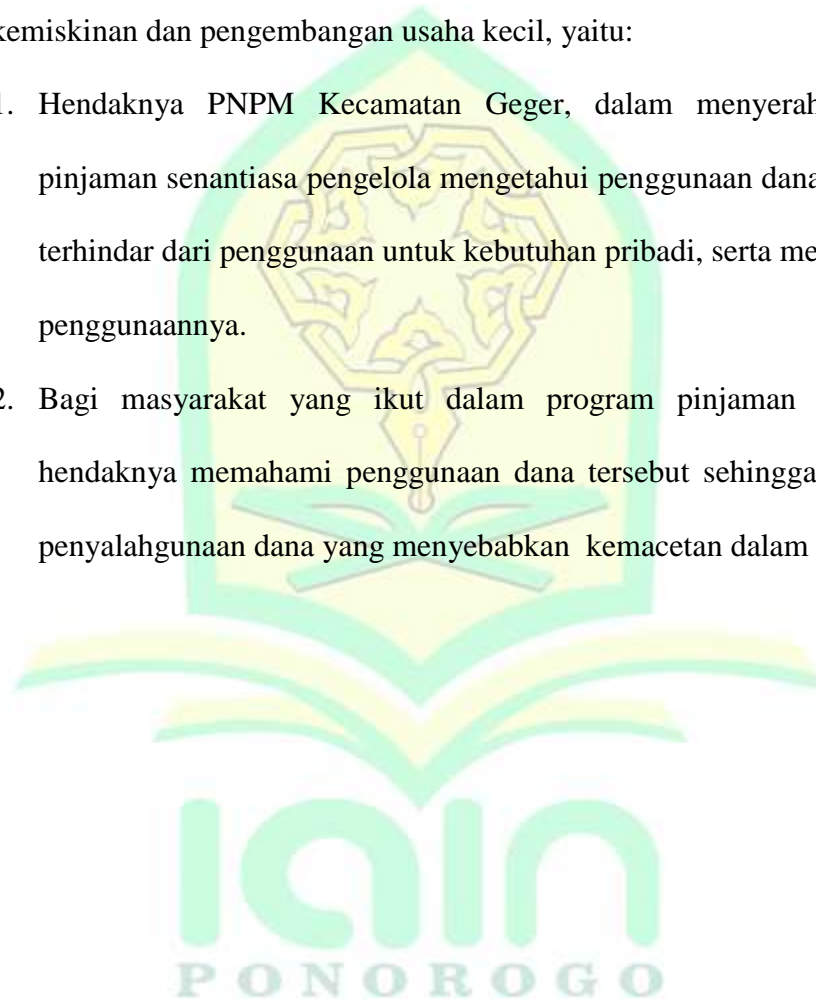 kemiskinan dan pengembangan usaha kecil, yaitu:
1. Hendaknya PNPM Kecamatan Geger, dalam menyerah
pinjaman senantiasa pengelola mengetahui penggunaan dana
terhindar dari penggunaan untuk kebutuhan pribadi, serta me
penggunaannya.
2. Bagi masyarakat yang ikut dalam program pinjaman
hendaknya memahami penggunaan dana tersebut sehingga
penyalahgunaan dana yang menyebabkan kemacetan dalam
iain
PONOROGO